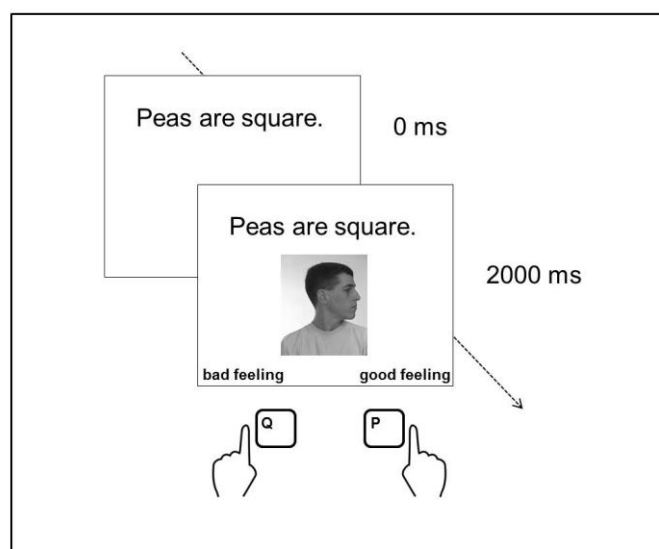 Peas are square.
0 ms
Peas are square.
2000 ms
bad feeling good feeling
Q P